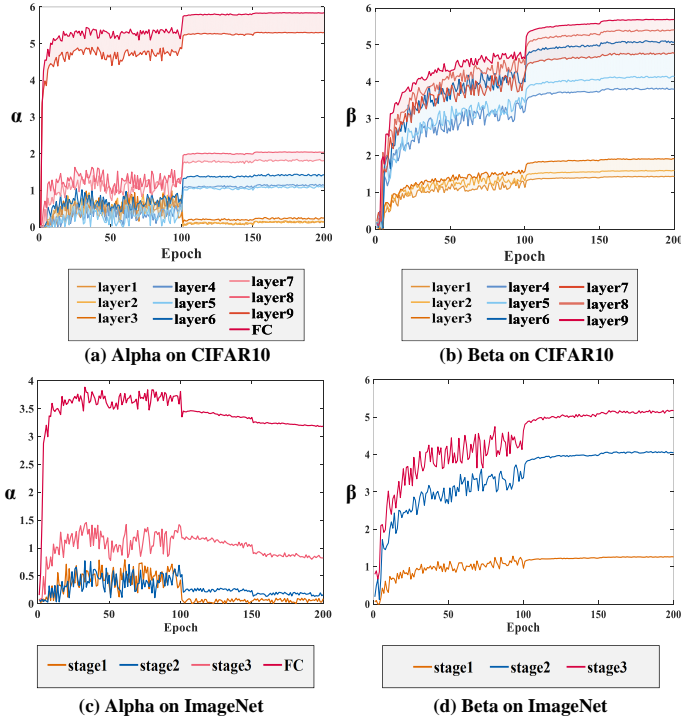 6
5
4
3
2
1
0
α
0
50
100
150
200
Epoch
layer1
layer2
layer3
layer4
layer5
layer6
layer7
layer8
layer9
FC
(a) Alpha on CIFAR10
6
5
4
3
2
1
0
β
0
50
100
150
200
Epoch
layer1
layer2
layer3
layer4
layer5
layer6
layer7
layer8
layer9
(b) Beta on CIFAR10
4
3.5
3
2.5
2
1.5
1
0.5
0
α
0
50
100
150
200
Epoch
stage1
stage2
stage3
FC
(c) Alpha on ImageNet
6
5
4
3
2
1
0
β
0
50
100
150
200
Epoch
stage1
stage2
stage3
(d) Beta on ImageNet